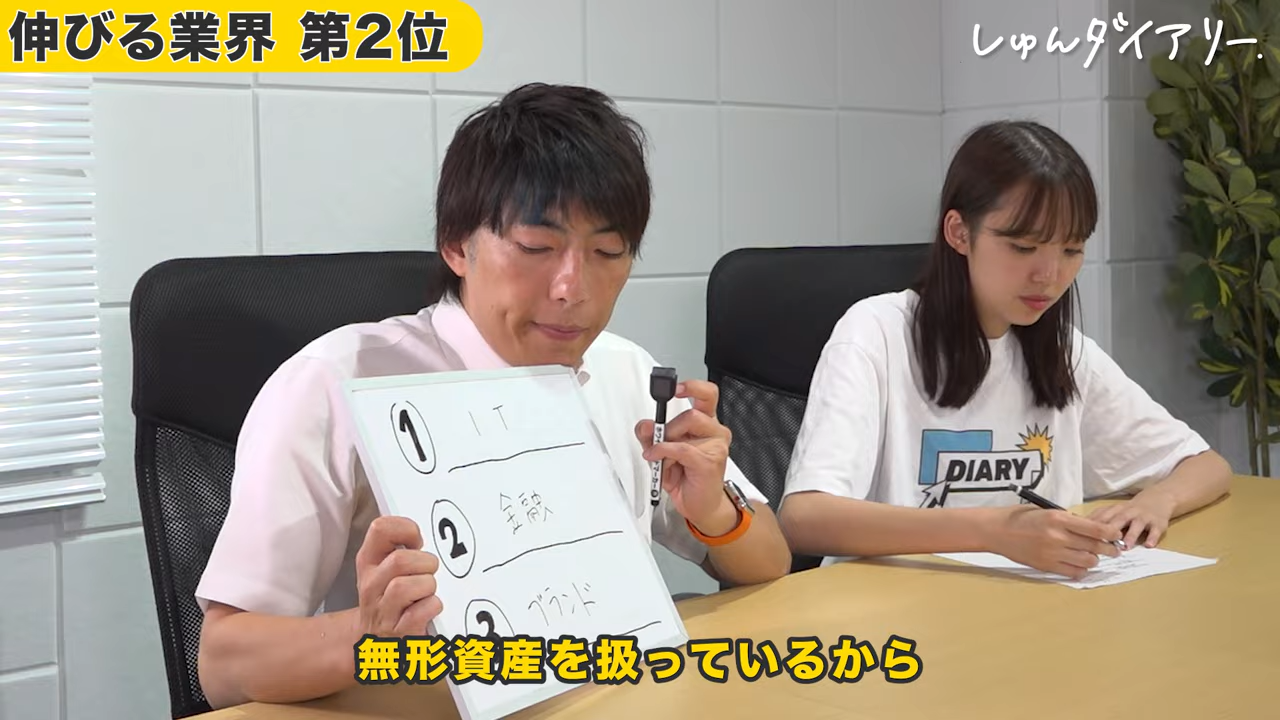 伸びる業界 第2位
しゅんダイアリー.
① IT
② 金融
3 ブランド
DIARY
無形資産を扱っているから